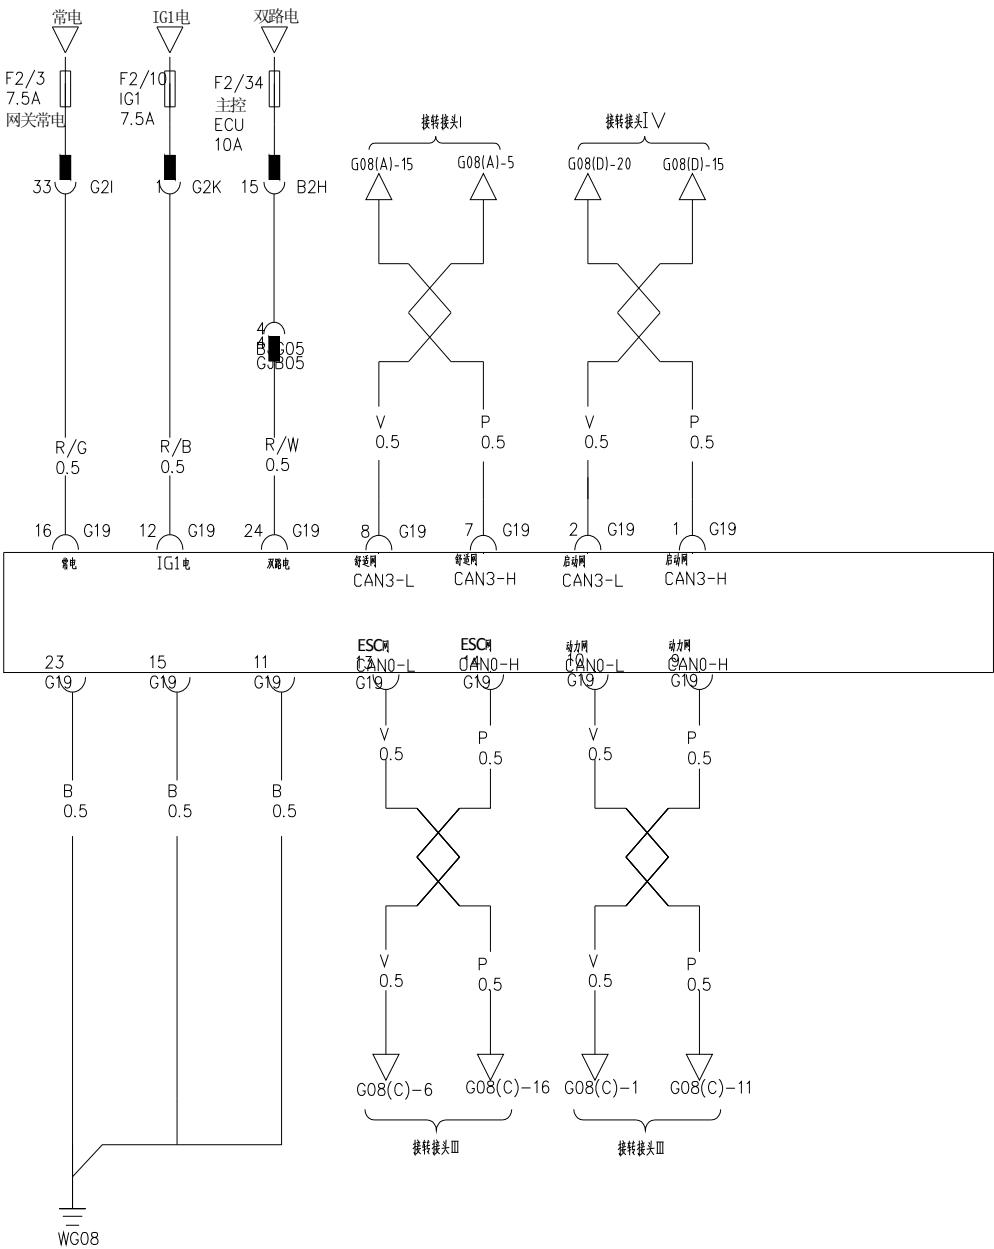 常电
IG1电
双路电
F2/3
7.5A
网关常电
F2/10
IG1
7.5A
F2/34
主控
ECU
10A
接转接头I
接转接头IV
G08(A)-15
G08(A)-5
G08(D)-20
G08(D)-15
33
G2I
1
G2K
15
B2H
4
4
BJG05
GJB05
V
0.5
P
0.5
V
0.5
P
0.5
R/G
0.5
R/B
0.5
R/W
0.5
16
G19
12
G19
24
G19
8
G19
7
G19
2
G19
1
G19
常电
IG1电
双路电
舒适网
CAN3-L
舒适网
CAN3-H
启动网
CAN3-L
启动网
CAN3-H
ESC网
CAN0-L
ESC网
CAN0-H
动力网
CAN0-L
动力网
CAN0-H
23
G19
15
G19
11
G19
13
G19
14
G19
10
G19
9
G19
V
0.5
P
0.5
V
0.5
P
0.5
B
0.5
B
0.5
B
0.5
V
0.5
P
0.5
V
0.5
P
0.5
G08(C)-6
G08(C)-16
G08(C)-1
G08(C)-11
接转接头III
接转接头III
WG08